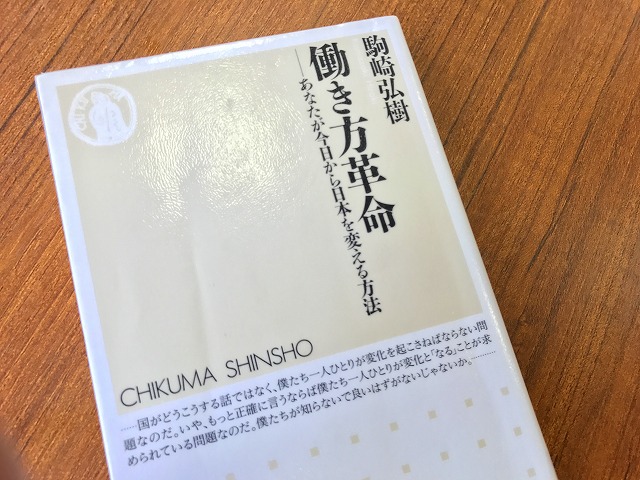 駒崎弘樹
働き方革命
―あなたが今日から日本を変える方法
CHIKUMA SHINSHO
……国がどうこうする話ではなく、僕たち一人ひとりが変化を起こさねばならない問
題なのだ。いや、もっと正確に言うならば僕たち一人ひとりが変化と「なる」ことが求
められている問題なのだ。僕たちが知らないで良いはずがないじゃないか。………